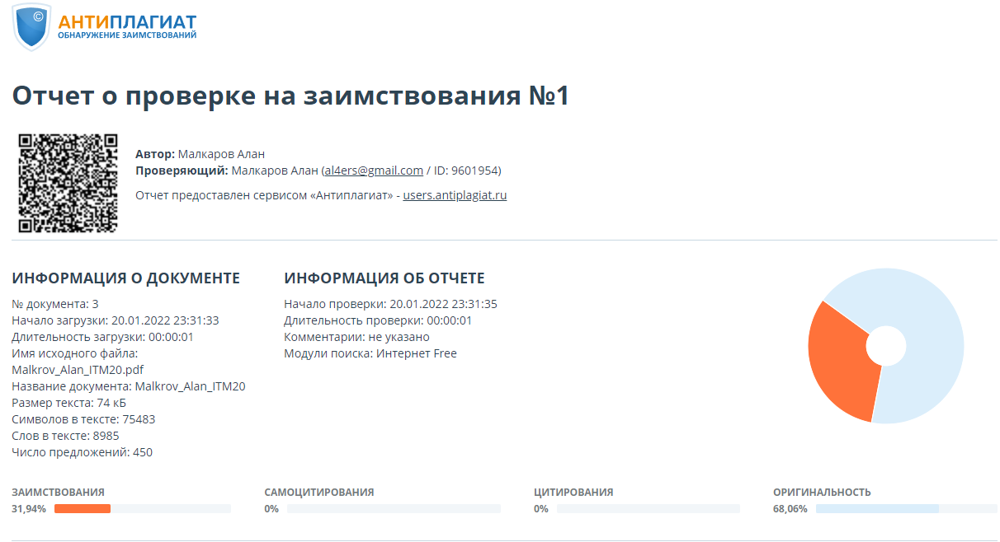 ©
АНТИПЛАГИАТ
ОБНАРУЖЕНИЕ ЗАИМСТВОВАНИЙ
Отчет о проверке на заимствования №1
Автор: Малкаров Алан
Проверяющий: Малкаров Алан (al4ers@gmail.com / ID: 9601954)
Отчет предоставлен сервисом «Антиплагиат» - users.antiplagiat.ru
ИНФОРМАЦИЯ О ДОКУМЕНТЕ
№ документа: 3
Начало загрузки: 20.01.2022 23:31:33
Длительность загрузки: 00:00:01
Имя исходного файла:
Malkrov_Alan_ITM20.pdf
Название документа: Malkrov_Alan_ITM20
Размер текста: 74 кБ
Символов в тексте: 75483
Слов в тексте: 8985
Число предложений: 450
ИНФОРМАЦИЯ ОБ ОТЧЕТЕ
Начало проверки: 20.01.2022 23:31:35
Длительность проверки: 00:00:01
Комментарии: не указано
Модули поиска: Интернет Free
ЗАИМСТВОВАНИЯ
31,94%
САМОЦИТИРОВАНИЯ
0%
ЦИТИРОВАНИЯ
0%
ОРИГИНАЛЬНОСТЬ
68,06%